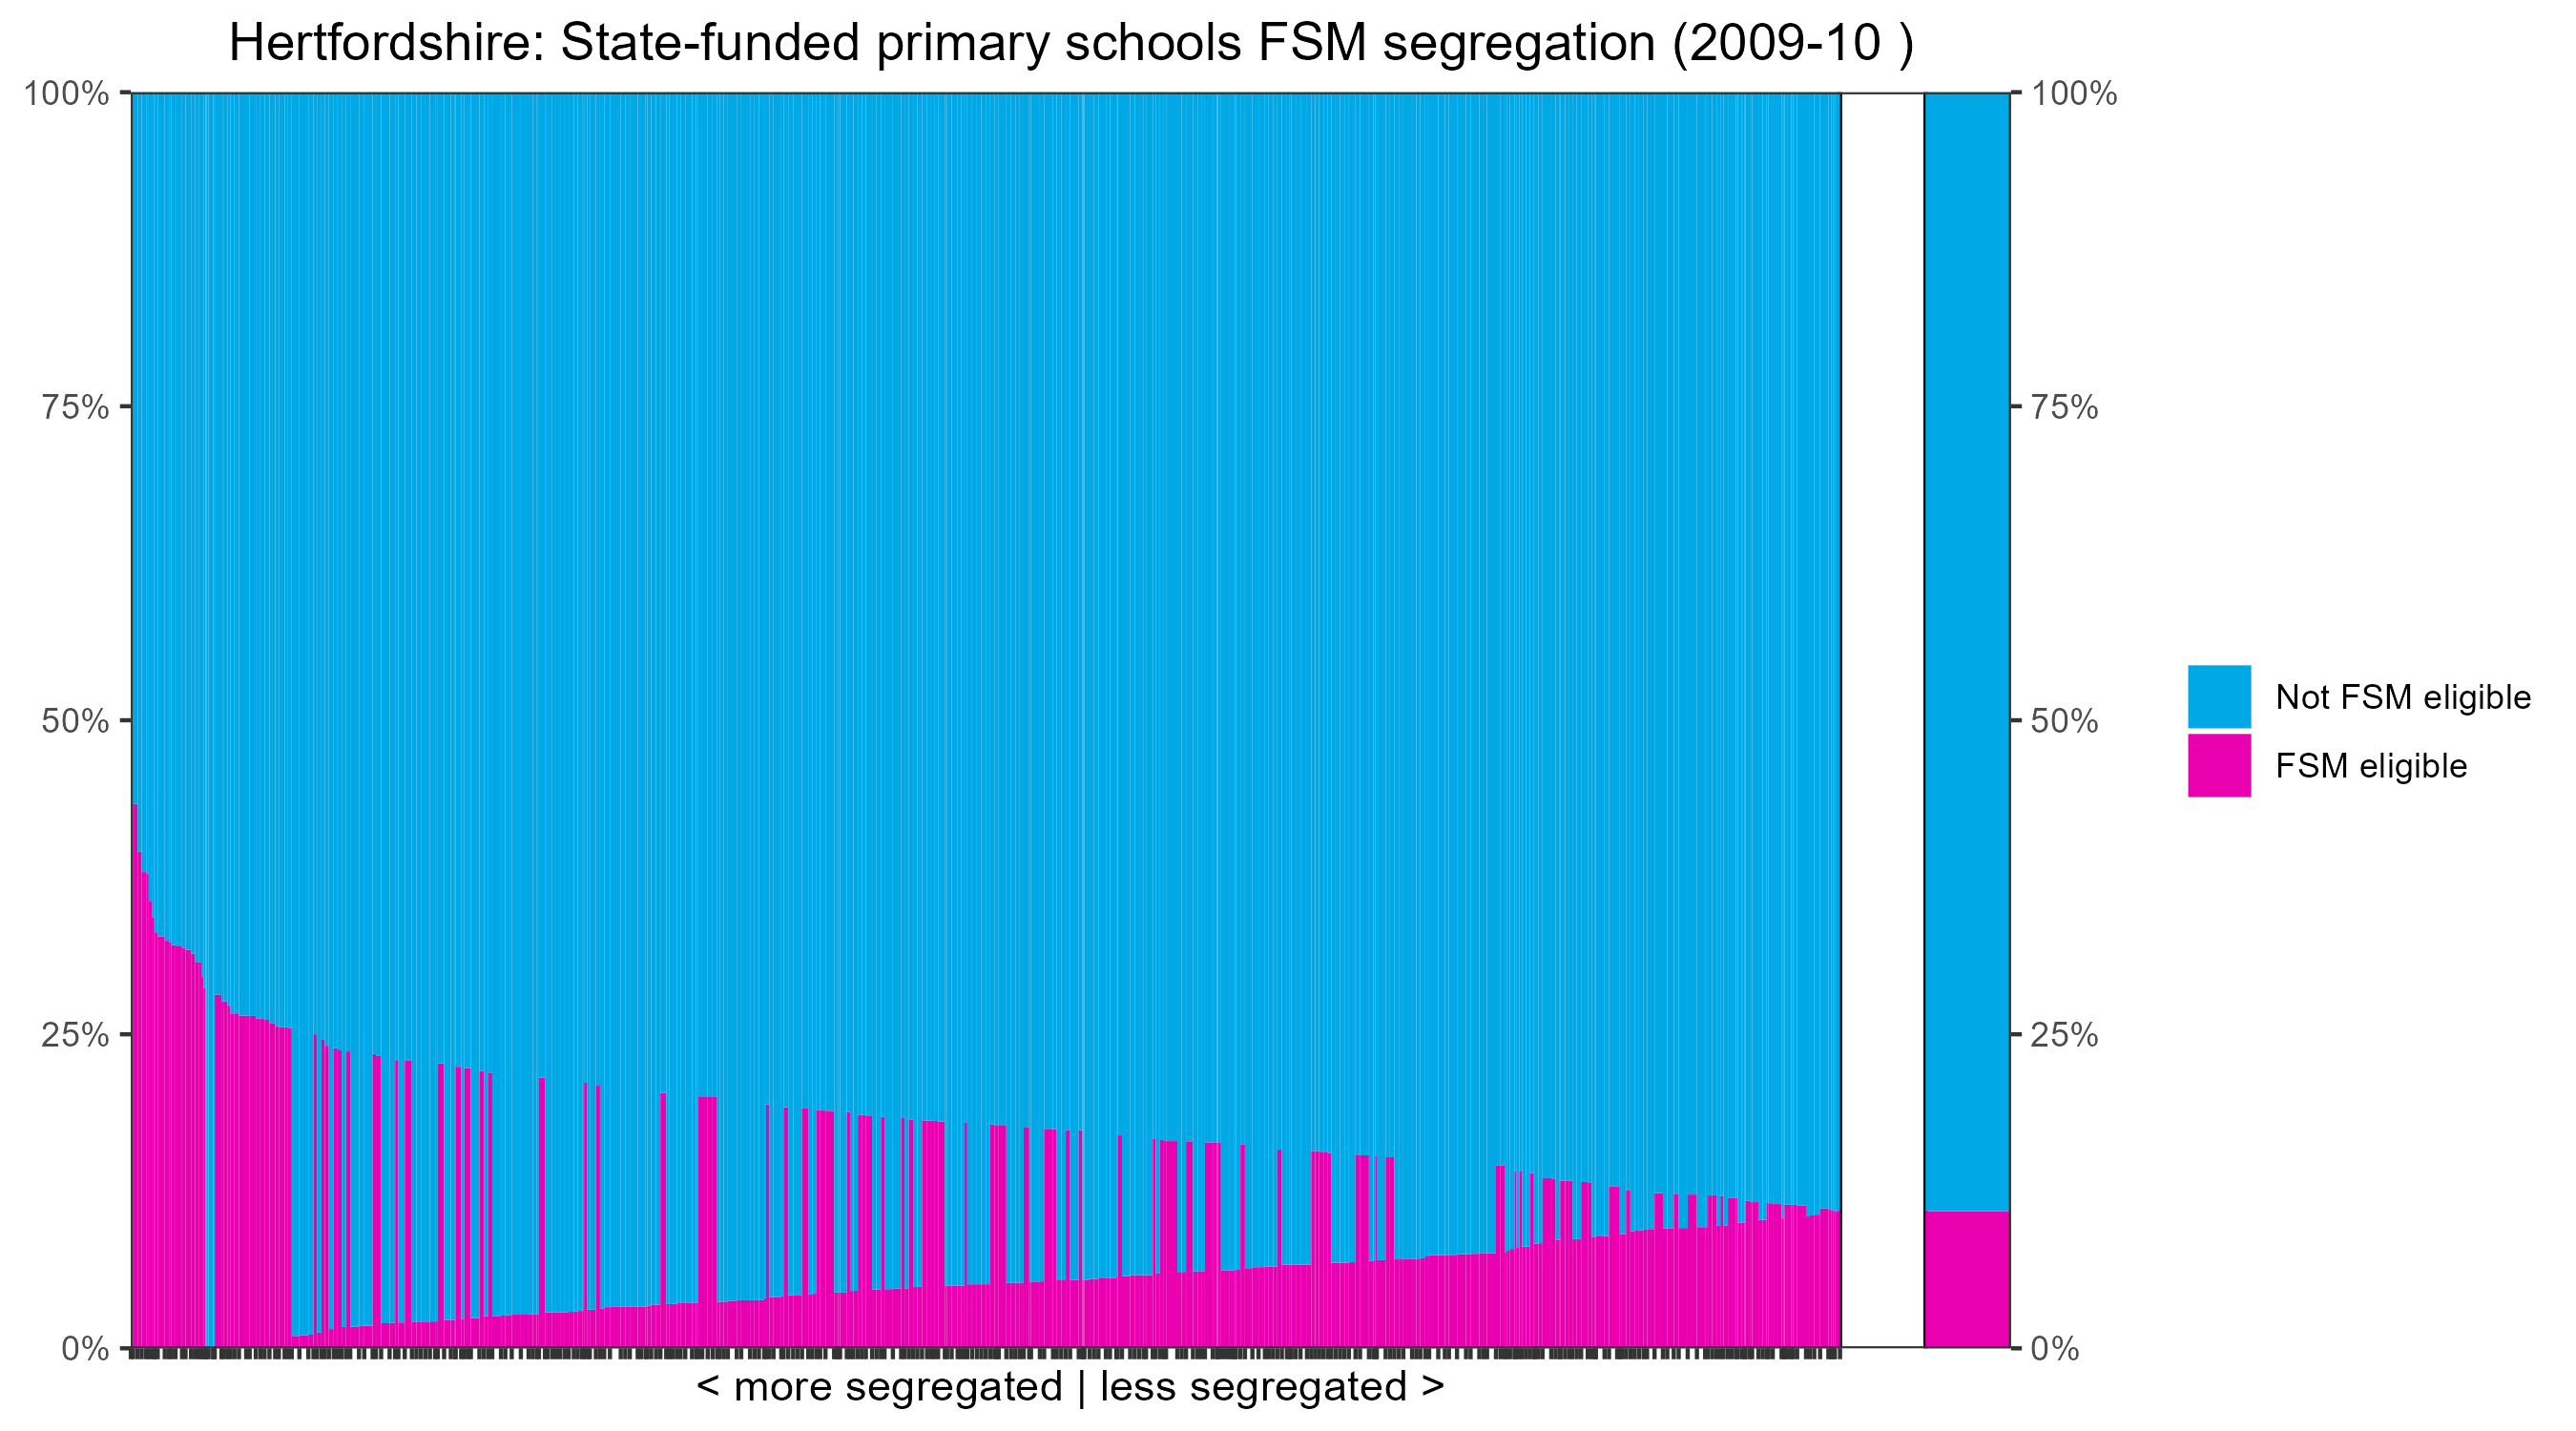 Hertfordshire: State-funded primary schools FSM segregation (2009-10 )
100%
75%
50%
25%
0%
100%
75%
50%
25%
0%
Not FSM eligible
FSM eligible
< more segregated | less segregated >